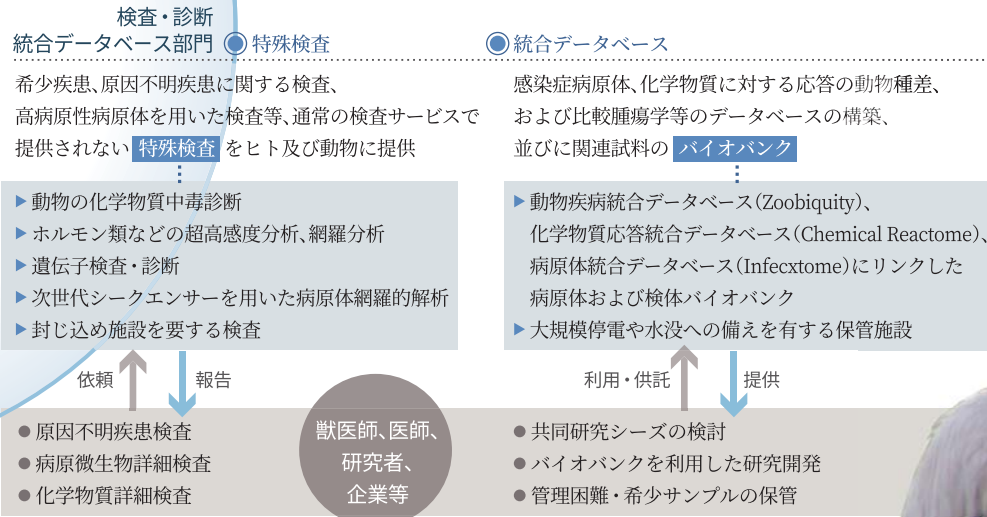 検査・診断
統合データベース部門
特殊検査
希少疾患、原因不明疾患に関する検査、
高病原性病原体を用いた検査等、通常の検査サービスで
提供されない 特殊検査 をヒト及び動物に提供
動物の化学物質中毒診断
ホルモン類などの超高感度分析、網羅分析
遺伝子検査・診断
次世代シークエンサーを用いた病原体網羅的解析
封じ込め施設を要する検査
統合データベース
感染症病原体、化学物質に対する応答の動物種差、
および比較腫瘍学等のデータベースの構築、
並びに関連試料の バイオバンク
動物疾病統合データベース（Zoobiquity）、
化学物質応答統合データベース（Chemical Reactome）、
病原体統合データベース（Infecxtome）にリンクした
病原体および検体バイオバンク
大規模停電や水没への備えを有する保管施設
依頼
報告
利用・供託
提供
原因不明疾患検査
病原微生物詳細検査
化学物質詳細検査
獣医師、医師、
研究者、
企業等
共同研究シーズの検討
バイオバンクを利用した研究開発
管理困難・希少サンプルの保管